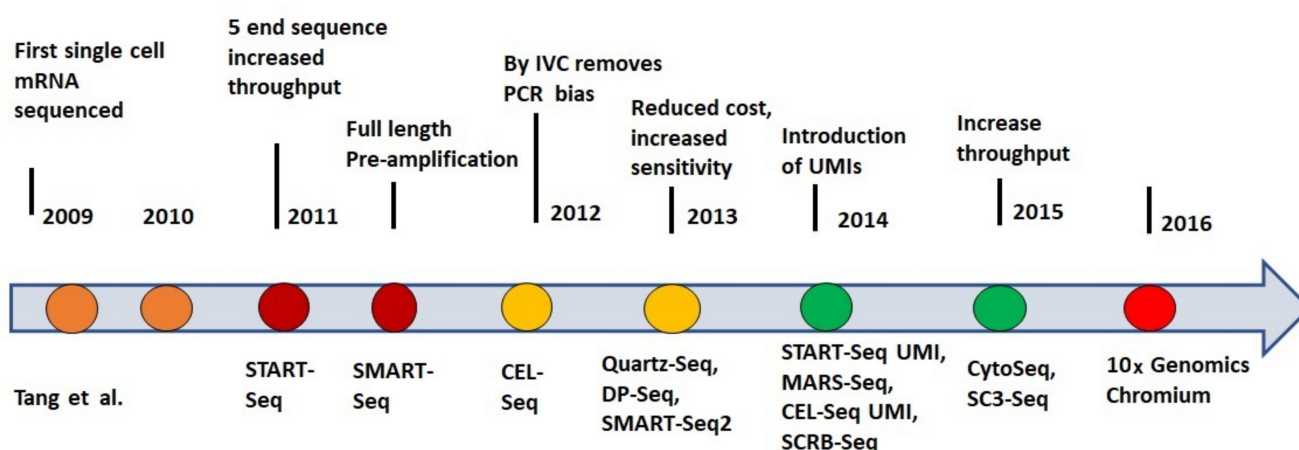 First single cell
mRNA
sequenced
5 end sequence
increased
throughput
Full length
Pre-amplification
By IVC removes
PCR bias
Reduced cost,
increased
sensitivity
Introduction
of UMIs
Increase
throughput
2009
2010
2011
2012
2013
2014
2015
2016
Tang et al.
START-
Seq
SMART-
Seq
CEL-
Seq
Quartz-Seq,
DP-Seq,
SMART-Seq2
START-Seq UMI,
MARS-Seq,
CEL-Seq UMI,
SCRB-Seq
CytoSeq,
SC3-Seq
10x Genomics
Chromium